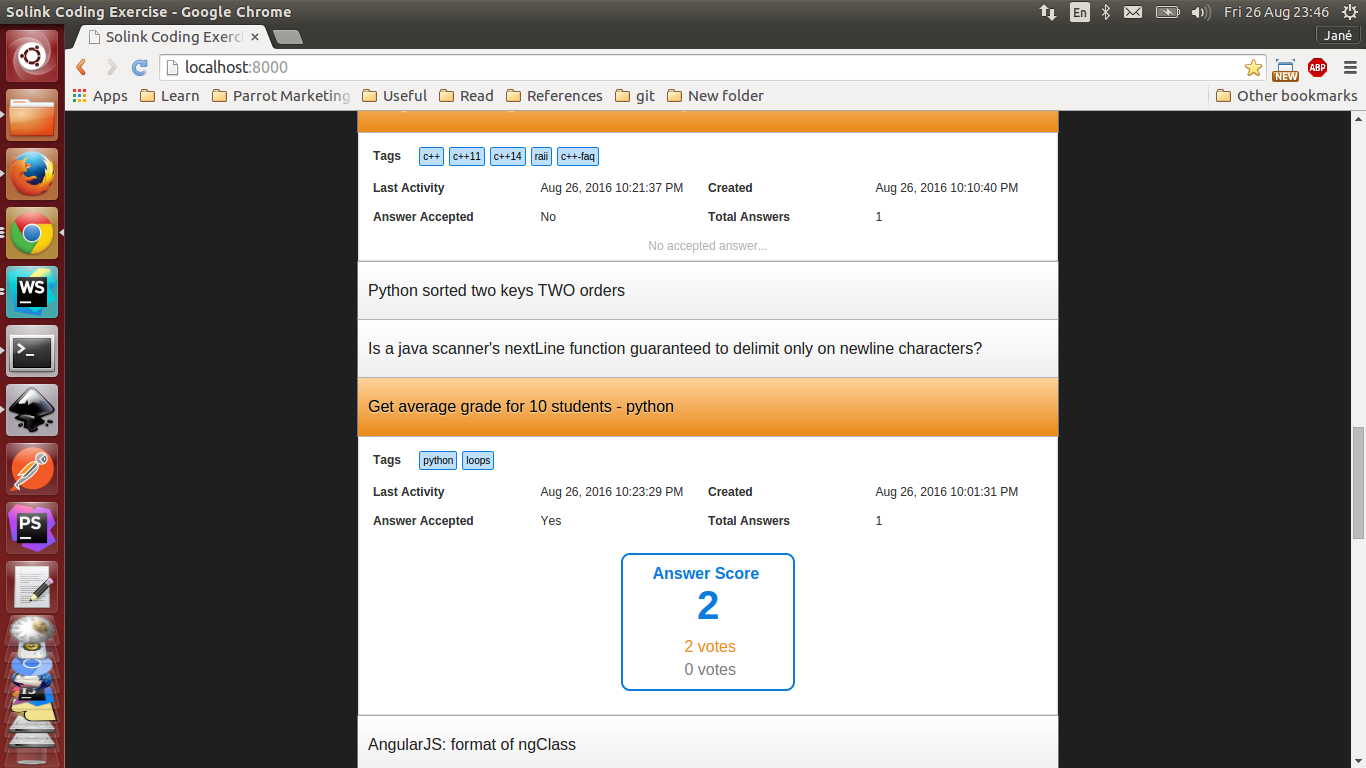 Solink Coding Exercise - Google Chrome
En
Fri 26 Aug 23:46
Solink Coding Exerc
Jané
localhost:8000
NEW
ABP
Apps Learn Parrot Marketing Useful Read References git New folder Other bookmarks
Tags c++ c++11 c++14 raii c++-faq
Last Activity Aug 26, 2016 10:21:37 PM Created Aug 26, 2016 10:10:40 PM
Answer Accepted No Total Answers 1
No accepted answer...
Python sorted two keys TWO orders
Is a java scanner's nextLine function guaranteed to delimit only on newline characters?
Get average grade for 10 students - python
Tags python loops
Last Activity Aug 26, 2016 10:23:29 PM Created Aug 26, 2016 10:01:31 PM
Answer Accepted Yes Total Answers 1
Answer Score
2
2 votes
0 votes
AngularJS: format of ngClass
WS
PS